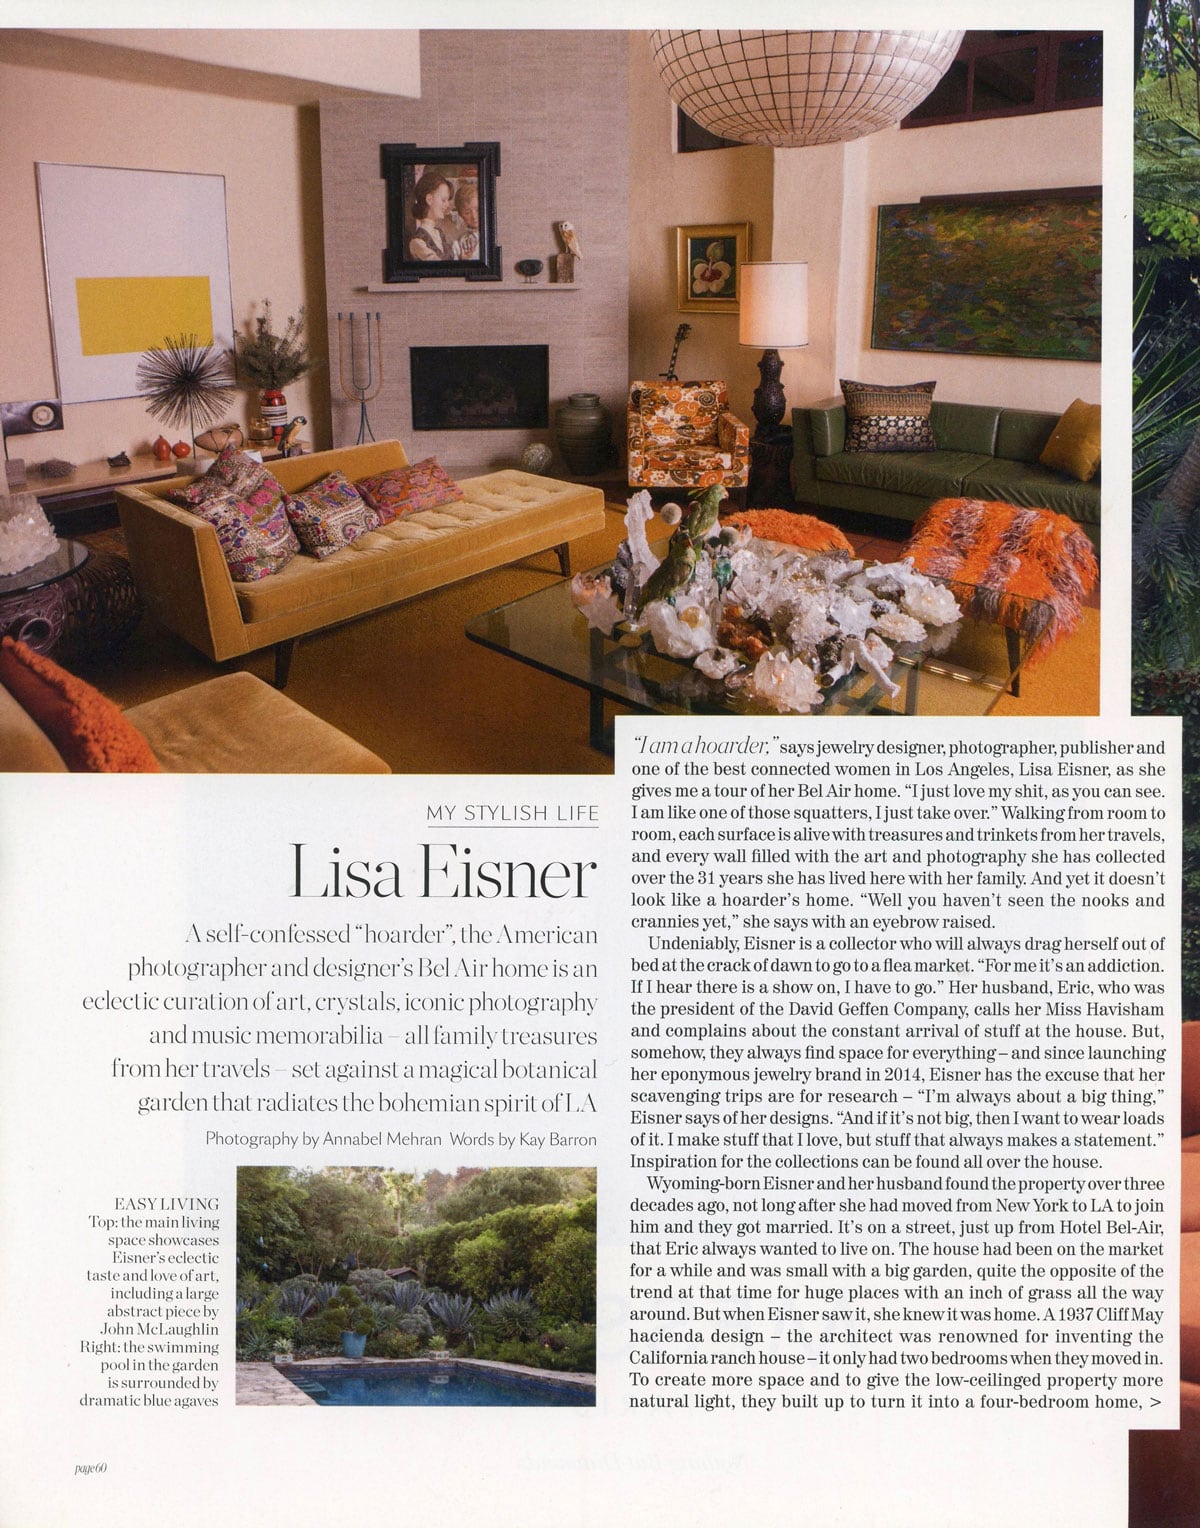 MY STYLISH LIFE
Lisa Eisner
A self-confessed “hoarder”, the American
photographer and designer’s Bel Air home is an
eclectic curation of art, crystals, iconic photography
and music memorabilia – all family treasures
from her travels – set against a magical botanical
garden that radiates the bohemian spirit of LA
Photography by Annabel Mehran Words by Kay Barron
EASY LIVING
Top: the main living
space showcases
Eisner’s eclectic
taste and love of art,
including a large
abstract piece by
John McLaughlin
Right: the swimming
pool in the garden
is surrounded by
dramatic blue agaves
“I am a hoarder,” says jewelry designer, photographer, publisher and
one of the best connected women in Los Angeles, Lisa Eisner, as she
gives me a tour of her Bel Air home. “I just love my shit, as you can see.
I am like one of those squatters, I just take over.” Walking from room to
room, each surface is alive with treasures and trinkets from her travels,
and every wall filled with the art and photography she has collected
over the 31 years she has lived here with her family. And yet it doesn’t
look like a hoarder’s home. “Well you haven’t seen the nooks and
crannies yet,” she says with an eyebrow raised.
Undeniably, Eisner is a collector who will always drag herself out of
bed at the crack of dawn to go to a flea market. “For me it’s an addiction.
If I hear there is a show on, I have to go.” Her husband, Eric, who was
the president of the David Geffen Company, calls her Miss Havisham
and complains about the constant arrival of stuff at the house. But,
somehow, they always find space for everything – and since launching
her eponymous jewelry brand in 2014, Eisner has the excuse that her
scavenging trips are for research – “I’m always about a big thing,”
Eisner says of her designs. “And if it’s not big, then I want to wear loads
of it. I make stuff that I love, but stuff that always makes a statement.”
Inspiration for the collections can be found all over the house.
Wyoming-born Eisner and her husband found the property over three
decades ago, not long after she had moved from New York to LA to join
him and they got married. It’s on a street, just up from Hotel Bel-Air,
that Eric always wanted to live on. The house had been on the market
for a while and was small with a big garden, quite the opposite of the
trend at that time for huge places with an inch of grass all the way
around. But when Eisner saw it, she knew it was home. A 1937 Cliff May
hacienda design – the architect was renowned for inventing the
California ranch house – it only had two bedrooms when they moved in.
To create more space and to give the low-ceilinged property more
natural light, they built up to turn it into a four-bedroom home, >
page60